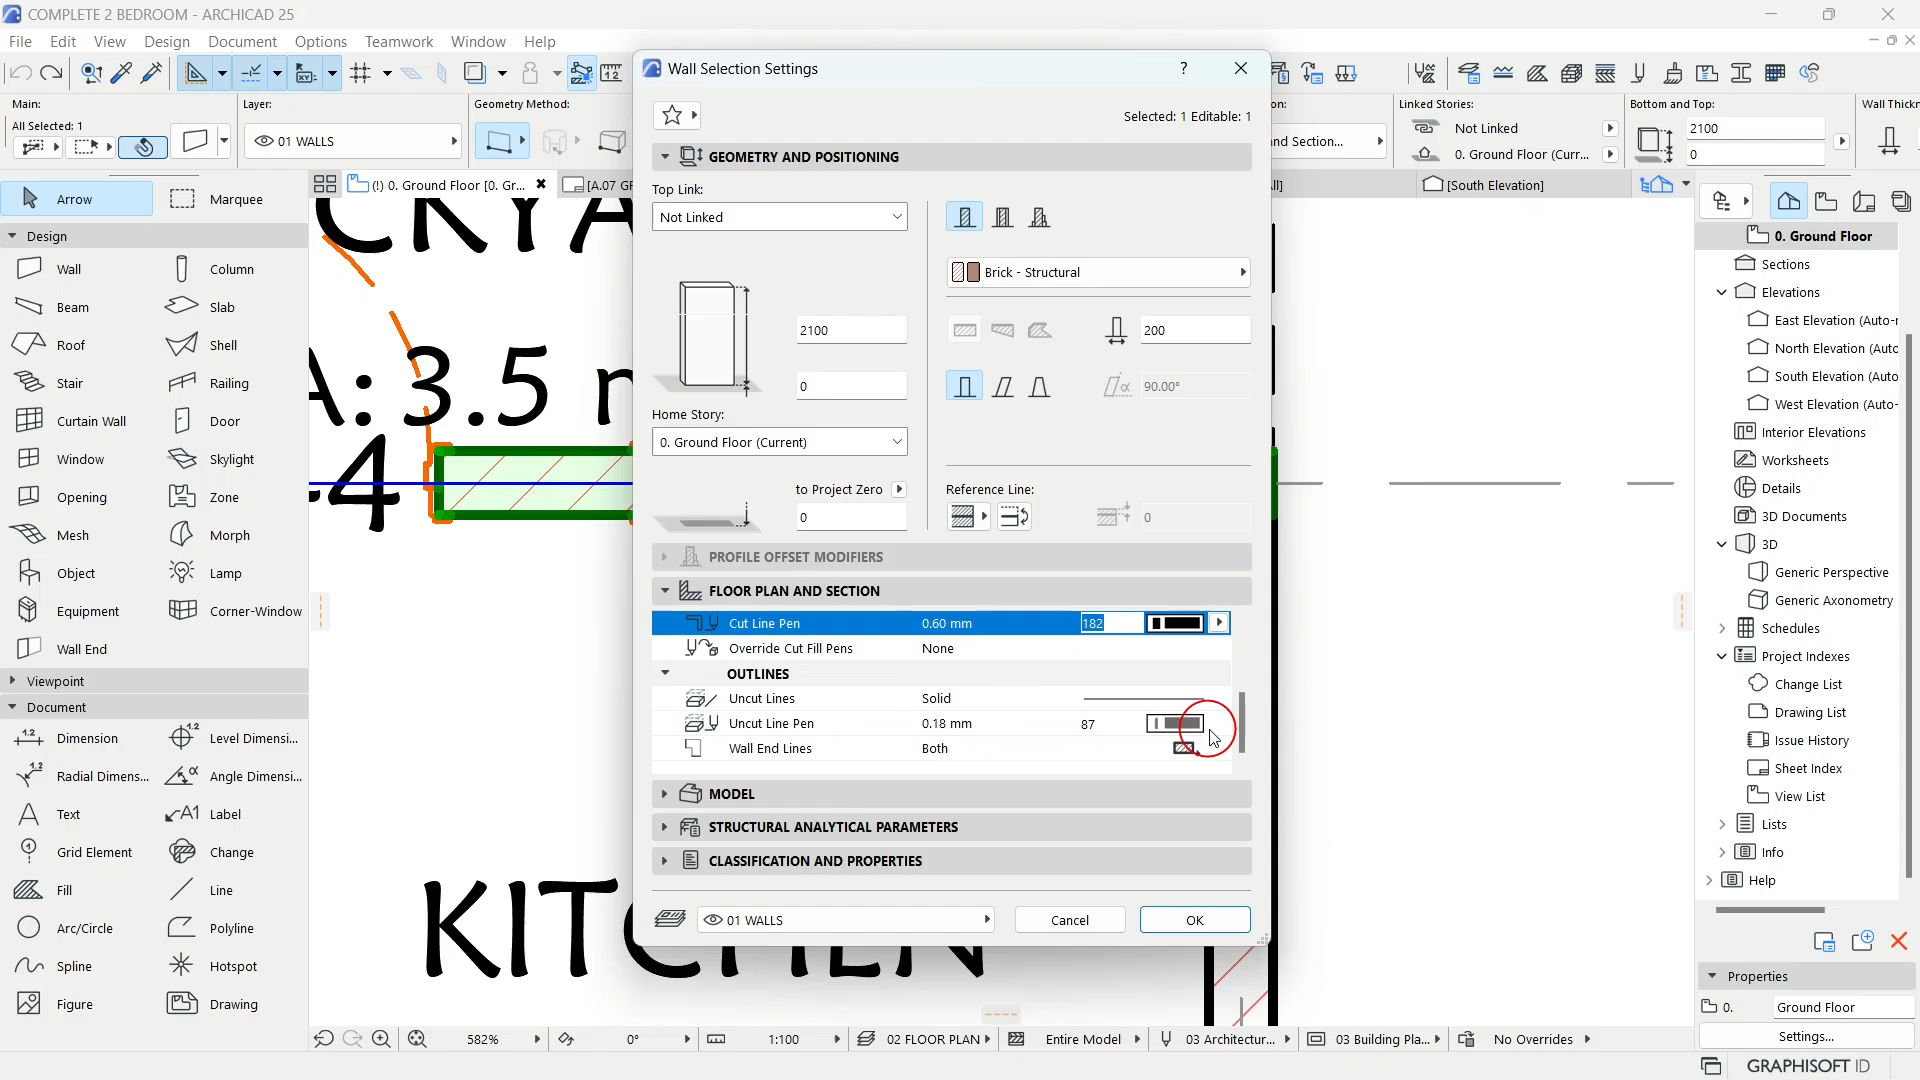 COMPLETE 2 BEDROOM - ARCHICAD 25
File Edit View Design Document Options Teamwork Window Help
Main:
All Selected: 1
Layer:
01 WALLS
Geometry Method:
on:
nd Section...
Linked Stories:
Not Linked
0. Ground Floor (Curr...
Bottom and Top:
2100
0
Wall Thickn
(!) 0. Ground Floor [0. Gr...
[A.07 GF
[South Elevation]
Arrow
Marquee
Design
Wall
Column
Beam
Slab
Roof
Shell
Stair
Railing
Curtain Wall
Door
Window
Skylight
Opening
Zone
Mesh
Morph
Object
Lamp
Equipment
Corner-Window
Wall End
Viewpoint
Document
Dimension
Level Dimensi...
Radial Dimens...
Angle Dimensi...
Text
Label
Grid Element
Change
Fill
Line
Arc/Circle
Polyline
Spline
Hotspot
Figure
Drawing
A: 3.5
4
KITCHEN
Wall Selection Settings
?
Selected: 1 Editable: 1
GEOMETRY AND POSITIONING
Top Link:
Not Linked
Brick - Structural
2100
200
0
90.00°
Home Story:
0. Ground Floor (Current)
to Project Zero
0
Reference Line:
0
PROFILE OFFSET MODIFIERS
FLOOR PLAN AND SECTION
Cut Line Pen 0.60 mm 182
Override Cut Fill Pens None
OUTLINES
Uncut Lines Solid
Uncut Line Pen 0.18 mm 87
Wall End Lines Both
MODEL
STRUCTURAL ANALYTICAL PARAMETERS
CLASSIFICATION AND PROPERTIES
01 WALLS
Cancel
OK
0. Ground Floor
Sections
Elevations
East Elevation (Auto-r
North Elevation (Auto
South Elevation (Auto
West Elevation (Auto-
Interior Elevations
Worksheets
Details
3D Documents
3D
Generic Perspective
Generic Axonometry
Schedules
Project Indexes
Change List
Drawing List
Issue History
Sheet Index
View List
Lists
Info
Help
Properties
0. Ground Floor
Settings...
582% 0° 1:100 02 FLOOR PLAN Entire Model 03 Architectur... 03 Building Pla... No Overrides
GRAPHISOFT ID